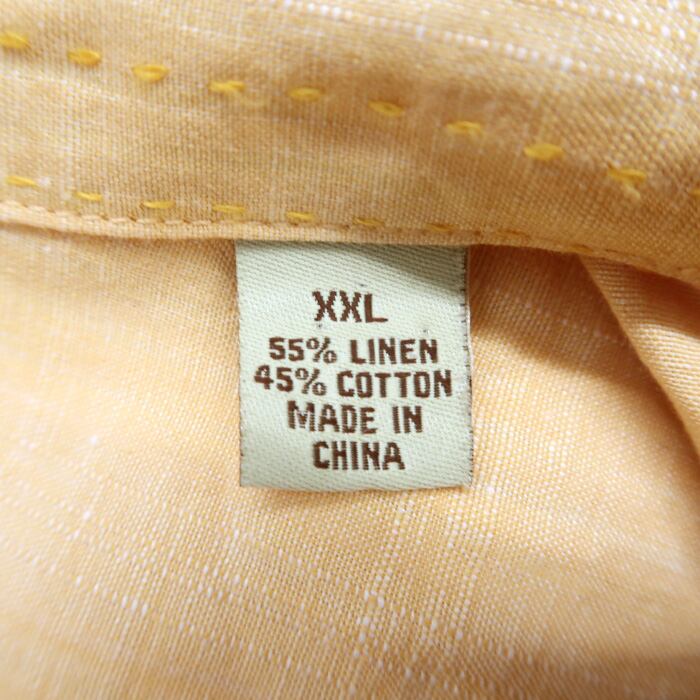 XXL
55% LINEN
45% COTTON
MADE IN
CHINA